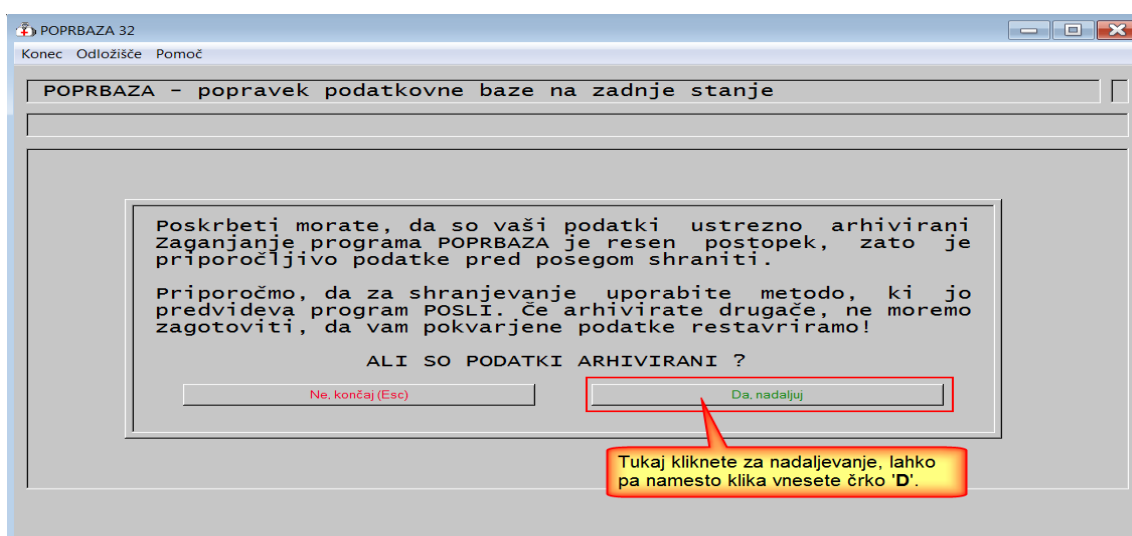 POPRBAZA 32
Konec Odložišče Pomoč
POPRBAZA - popravek podatkovne baze na zadnje stanje
Poskrbeti morate, da so vaši podatki ustrezno arhivirani
Zaganjanje programa POPRBAZA je resen postopek, zato je
priporočljivo podatke pred posegom shraniti.
Priporočmo, da za shranjevanje uporabite metodo, ki jo
predvideva program POSLI. Če arhivirate drugače, ne moremo
zagotoviti, da vam pokvarjene podatke restavriramo!
ALI SO PODATKI ARHIVIRANI ?
Ne, končaj (Esc) Da, nadaljuj
Tukaj kliknete za nadaljevanje, lahko
pa namesto klika vnesete črko 'D'.